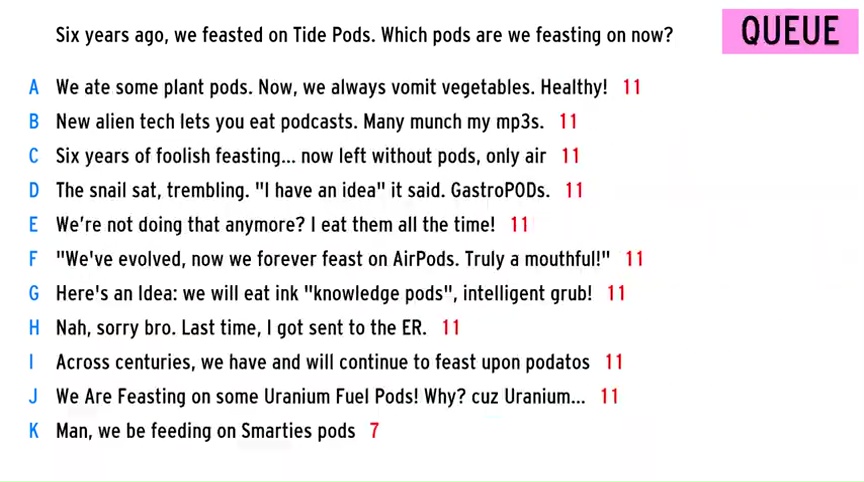 Six years ago, we feasted on Tide Pods. Which pods are we feasting on now?
QUEUE
A We ate some plant pods. Now, we always vomit vegetables. Healthy! 11
B New alien tech lets you eat podcasts. Many munch my mp3s. 11
C Six years of foolish feasting... now left without pods, only air 11
D The snail sat, trembling. "I have an idea" it said. GastroPODs. 11
E We're not doing that anymore? I eat them all the time! 11
F "We've evolved, now we forever feast on AirPods. Truly a mouthful!" 11
G Here's an Idea: we will eat ink "knowledge pods", intelligent grub! 11
H Nah, sorry bro. Last time, I got sent to the ER. 11
I Across centuries, we have and will continue to feast upon podatos 11
J We Are Feasting on some Uranium Fuel Pods! Why? cuz Uranium... 11
K Man, we be feeding on Smarties pods 7